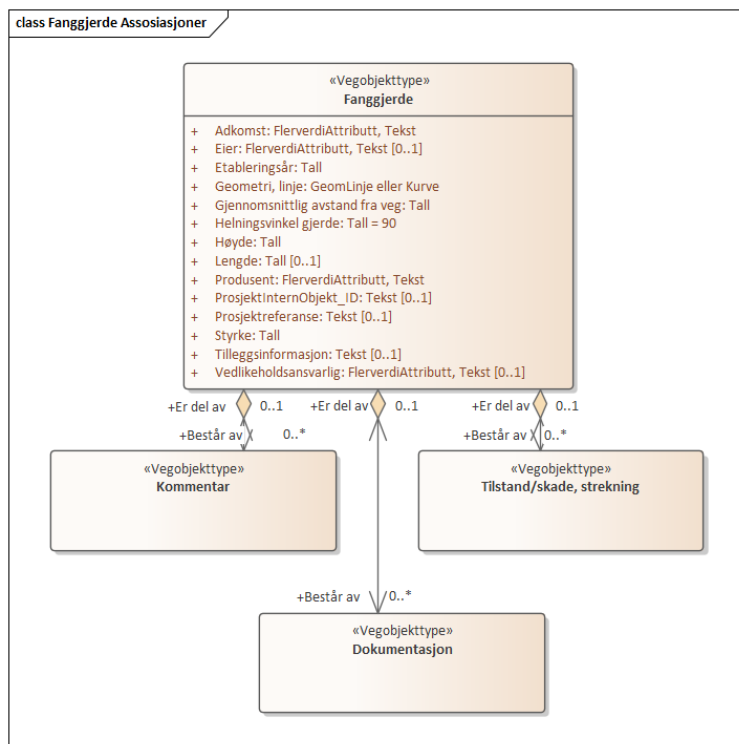 class Fanggjerde Assosiasjoner
«Vegobjekttype»
Fanggjerde
+ Adkomst: FlerverdiAttributt, Tekst
+ Eier: FlerverdiAttributt, Tekst [0..1]
+ Etableringsår: Tall
+ Geometri, linje: GeomLinje eller Kurve
+ Gjennomsnittlig avstand fra veg: Tall
+ Helningsvinkel gjerde: Tall = 90
+ Høyde: Tall
+ Lengde: Tall [0..1]
+ Produsent: FlerverdiAttributt, Tekst
+ ProsjektInternObjekt_ID: Tekst [0..1]
+ Prosjektreferanse: Tekst [0..1]
+ Styrke: Tall
+ Tilleggsinformasjon: Tekst [0..1]
+ Vedlikeholdsansvarlig: FlerverdiAttributt, Tekst [0..1]
+Er del av 0..1 +Er del av 0..1 +Er del av 0..1
+Består av 0..* +Består av 0..*
«Vegobjekttype»
Kommentar
«Vegobjekttype»
Tilstand/skade, strekning
+Består av 0..*
«Vegobjekttype»
Dokumentasjon